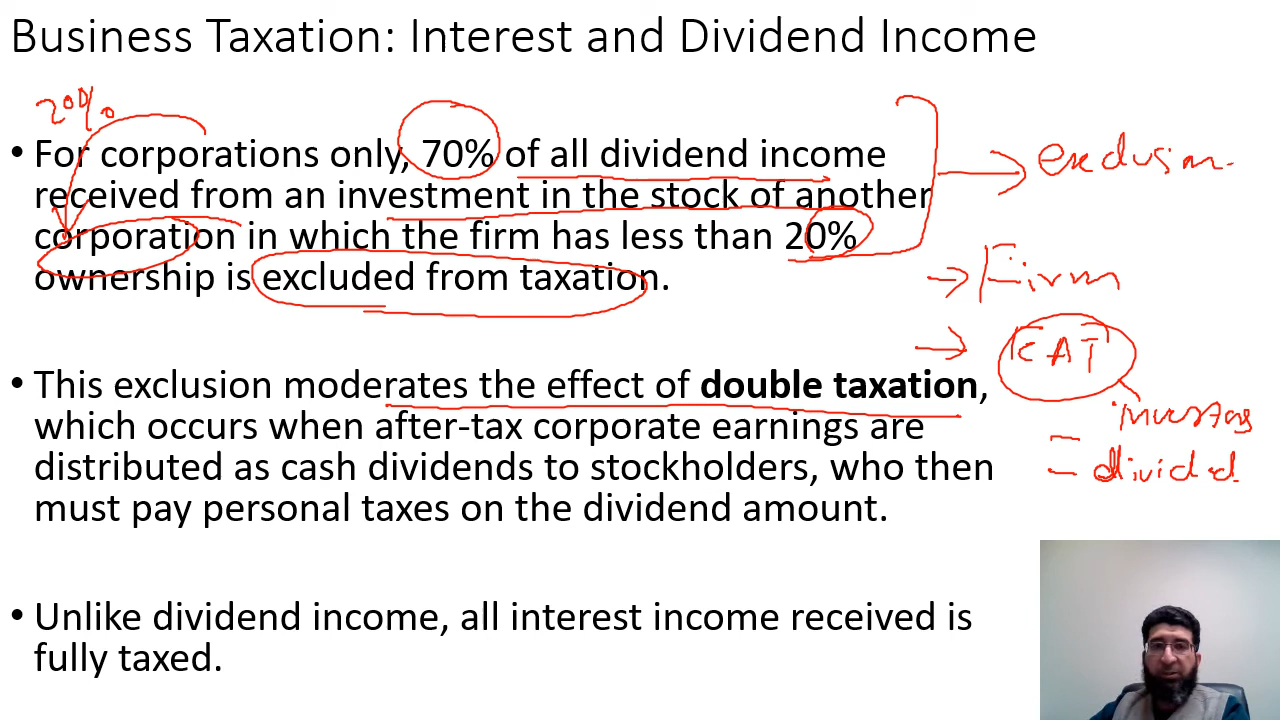 Business Taxation: Interest and Dividend Income
20%
• For corporations only, 70% of all dividend income
received from an investment in the stock of another
corporation in which the firm has less than 20%
ownership is excluded from taxation.
exclusion
Firm
EAT
• This exclusion moderates the effect of double taxation,
which occurs when after-tax corporate earnings are
distributed as cash dividends to stockholders, who then
must pay personal taxes on the dividend amount.
investors
divided
• Unlike dividend income, all interest income received is
fully taxed.